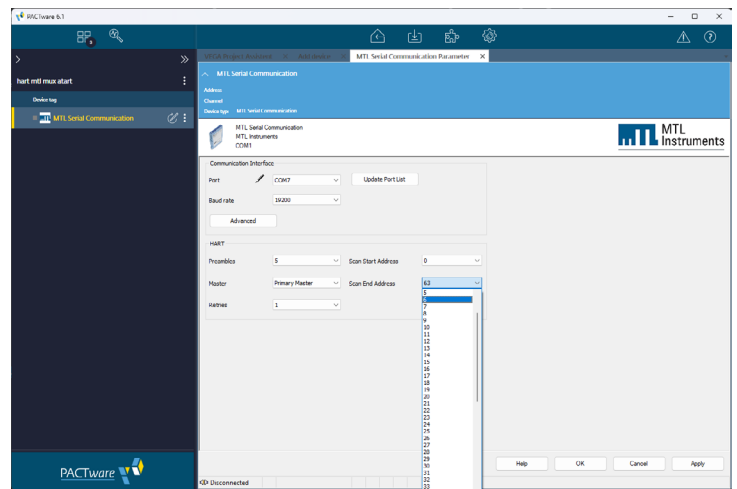 PACTware 6.1
VEGA Project Assistant
Add device
MTL Serial Communication Parameter
hart mtl mux atart
Device tag
MTL Serial Communication
MTL Serial Communication
Address
Channel
Device type MTL Serial Communication
MTL Serial Communication
MTL Instruments
COM1
MTL
Instruments
Communication Interface
Port COM7 Update Port List
Baud rate 19200
Advanced
HART
Preambles 5 Scan Start Address 0
Master Primary Master Scan End Address 63
Retries 1
5
6
7
8
9
10
11
12
13
14
15
16
17
18
19
20
21
22
23
24
25
26
27
28
29
30
31
32
33
Help OK Cancel Apply
Disconnected
PACTware